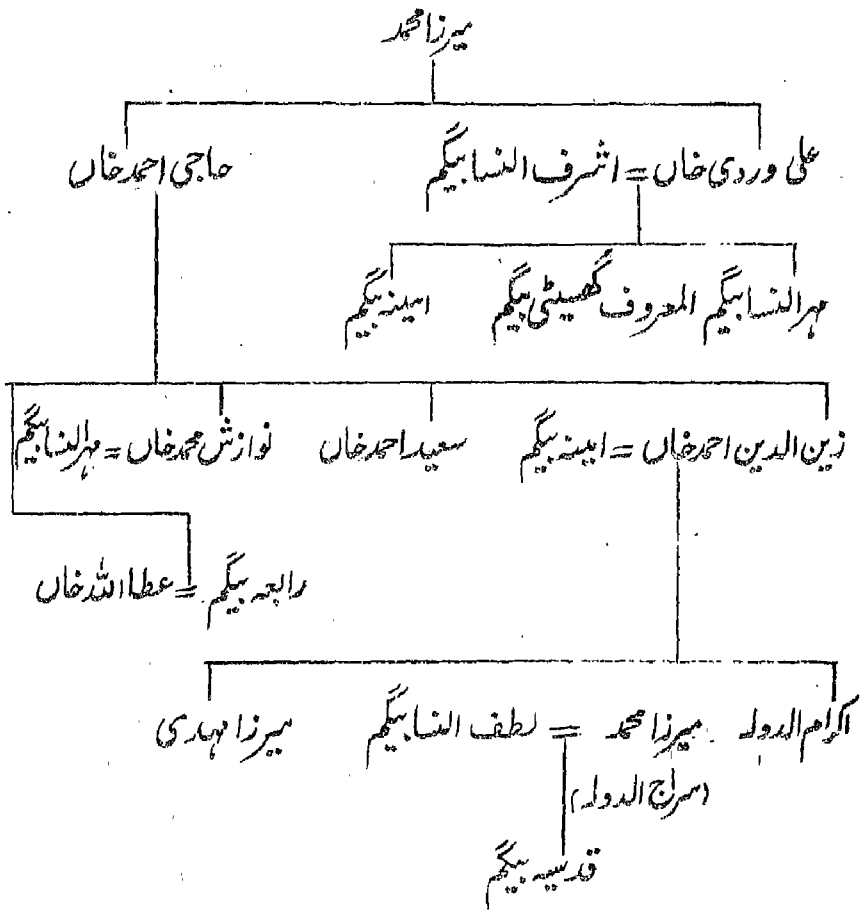 میرزا محمد
علی وردی خاں = اشرف النسا بیگم حاجی احمد خاں
مہر النسا بیگم المعروف گھسیٹی بیگم امینہ بیگم
زین الدین احمد خاں = امینہ بیگم سعید احمد خاں نوازش محمد خاں = مہر النسا بیگم
رابعہ بیگم = عطا اللہ خاں
اکرام الدولہ میرزا محمد = لطف النسا بیگم میرزا مہدی
(سراج الدولہ)
قدسیہ بیگم